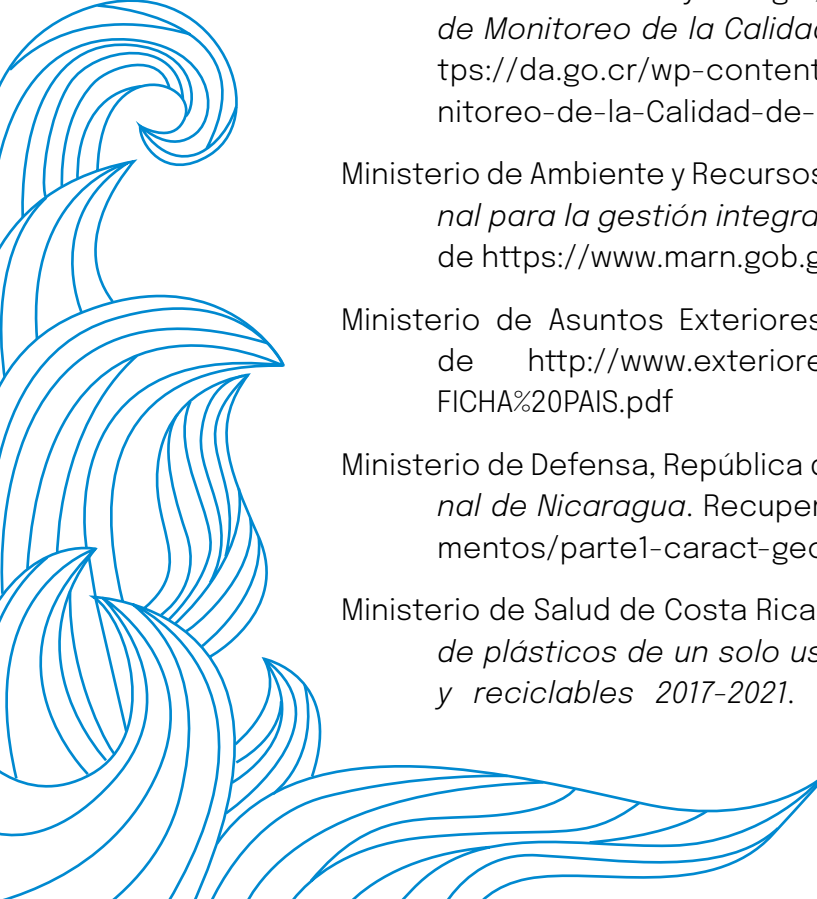 de Monitoreo de la Calidad
tps://da.go.cr/wp-content
nitoreo-de-la-Calidad-de-
Ministerio de Ambiente y Recursos
nal para la gestión integra
de https://www.marn.gob.g
Ministerio de Asuntos Exteriores
de http://www.exteriore
FICHA%20PAIS.pdf
Ministerio de Defensa, República
nal de Nicaragua. Recuper
mentos/parte1-caract-geo
Ministerio de Salud de Costa Rica
de plásticos de un solo us
y reciclables 2017-2021.